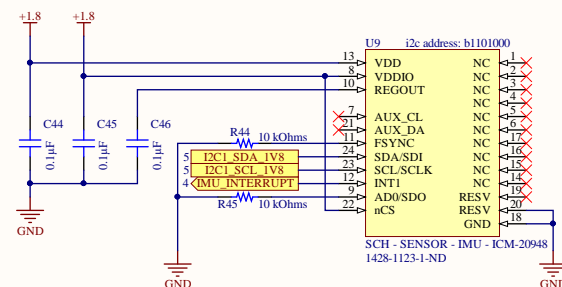 +1.8
+1.8
U9
i2c address: b1101000
13 VDD
8 VDDIO
10 REGOUT
7 AUX_CL
21 AUX_DA
11 FSYNC
24 SDA/SDI
23 SCL/SCLK
12 INT1
9 AD0/SDO
22 nCS
NC 1
NC 2
NC 3
NC 4
NC 5
NC 6
NC 17
NC 16
NC 15
NC 14
RESV 19
RESV 20
GND 18
C44
0.1µF
C45
0.1µF
C46
0.1µF
R44
10 kOhms
5 I2C1_SDA_1V8
5 I2C1_SCL_1V8
4 IMU_INTERRUPT
R45
10 kOhms
SCH - SENSOR - IMU - ICM-20948
1428-1123-1-ND
GND
GND
GND